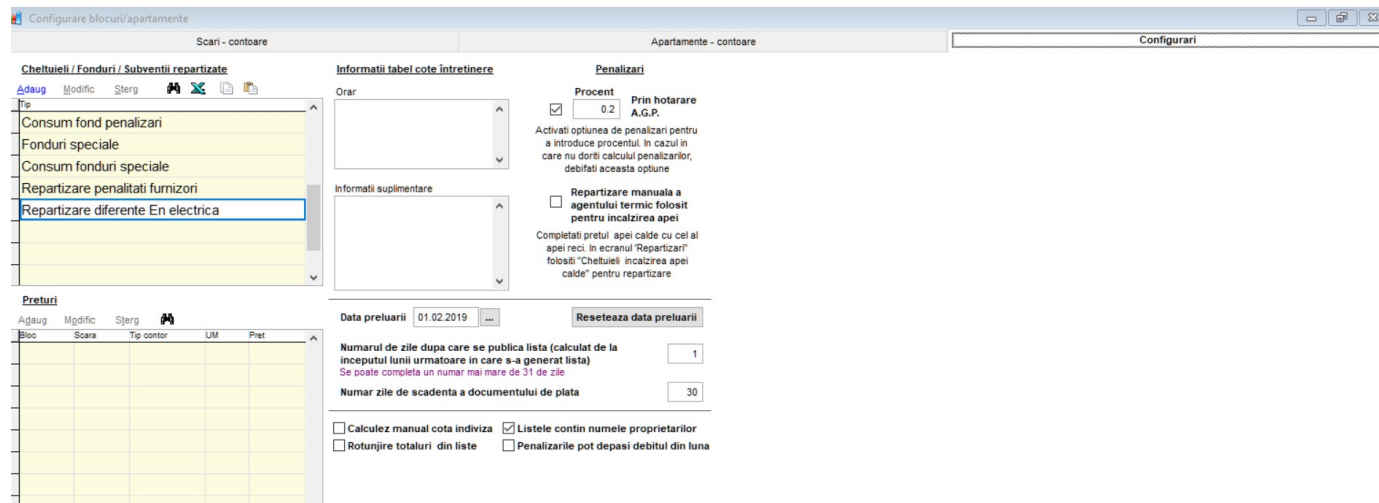 Configurare blocuri/apartamente
Scari - contoare
Apartamente - contoare
Configurari
Cheltuieli / Fonduri / Subventii repartizate
Adaug Modific Sterg
Tip
Consum fond penalizari
Fonduri speciale
Consum fonduri speciale
Repartizare penalitati furnizori
Repartizare diferente En electrica
Preturi
Adaug Modific Sterg
Bloc Scara Tip contor UM Pret
Informatii tabel cote întretinere
Orar
Informatii suplimentare
Penalizari
Procent
0.2
Prin hotarare
A.G.P.
Activati optiunea de penalizari pentru
a introduce procentul. In cazul in
care nu doriti calculul penalizarilor,
debifati aceasta optiune
Repartizare manuala a
agentului termic folosit
pentru incalzirea apei
Completati pretul apei calde cu cel al
apei reci. In ecranul 'Repartizari"
folositi "Cheltuieli incalzirea apei
calde" pentru repartizare
Data preluarii 01.02.2019 ... Reseteaza data preluarii
Numarul de zile dupa care se publica lista (calculat de la
inceputul lunii urmatoare in care s-a generat lista) 1
Se poate completa un numar mai mare de 31 de zile
Numar zile de scadenta a documentului de plata 30
Calculez manual cota indiviza Listele contin numele proprietarilor
Rotunjire totaluri din liste Penalizarile pot depasi debitul din luna